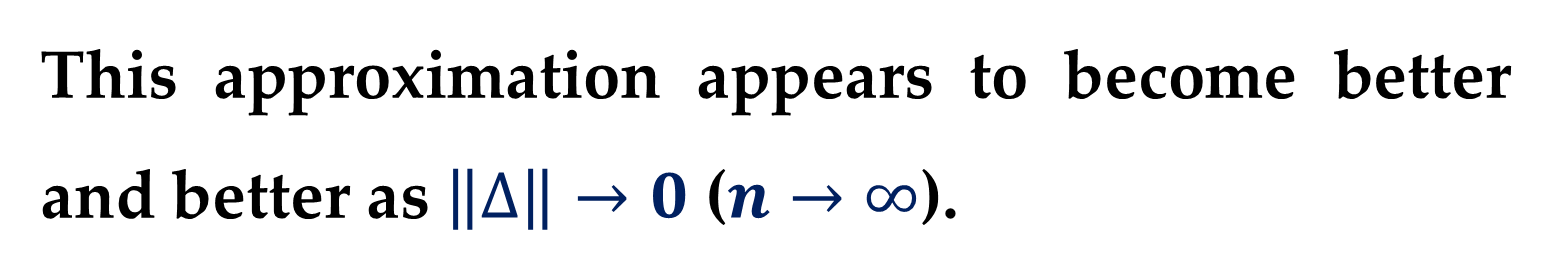 This approximation appears to become better
and better as ‖Δ‖ → 0 (n → ∞).